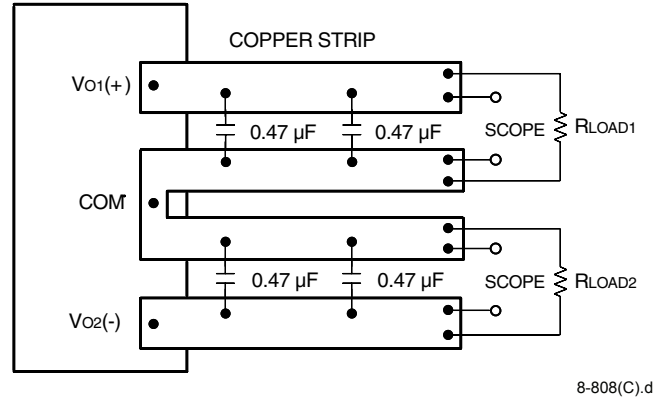 COPPER STRIP
VO1(+)
0.47 µF
0.47 µF
SCOPE
RLOAD1
COM
0.47 µF
0.47 µF
SCOPE
RLOAD2
VO2(-)
8-808(C).d